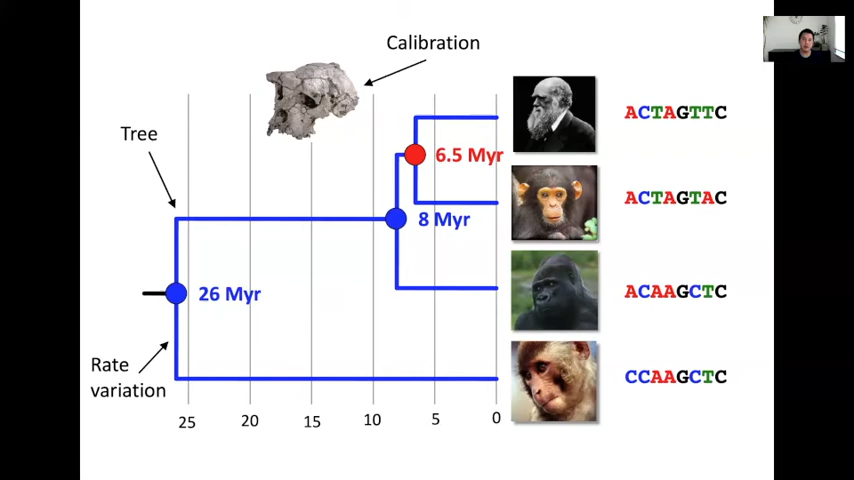 Calibration
Tree
ACTAGTTC
6.5 Myr
ACTAGTAC
8 Myr
26 Myr
ACAAGCTC
Rate
variation
CCAAGCTC
25 20 15 10 5 0